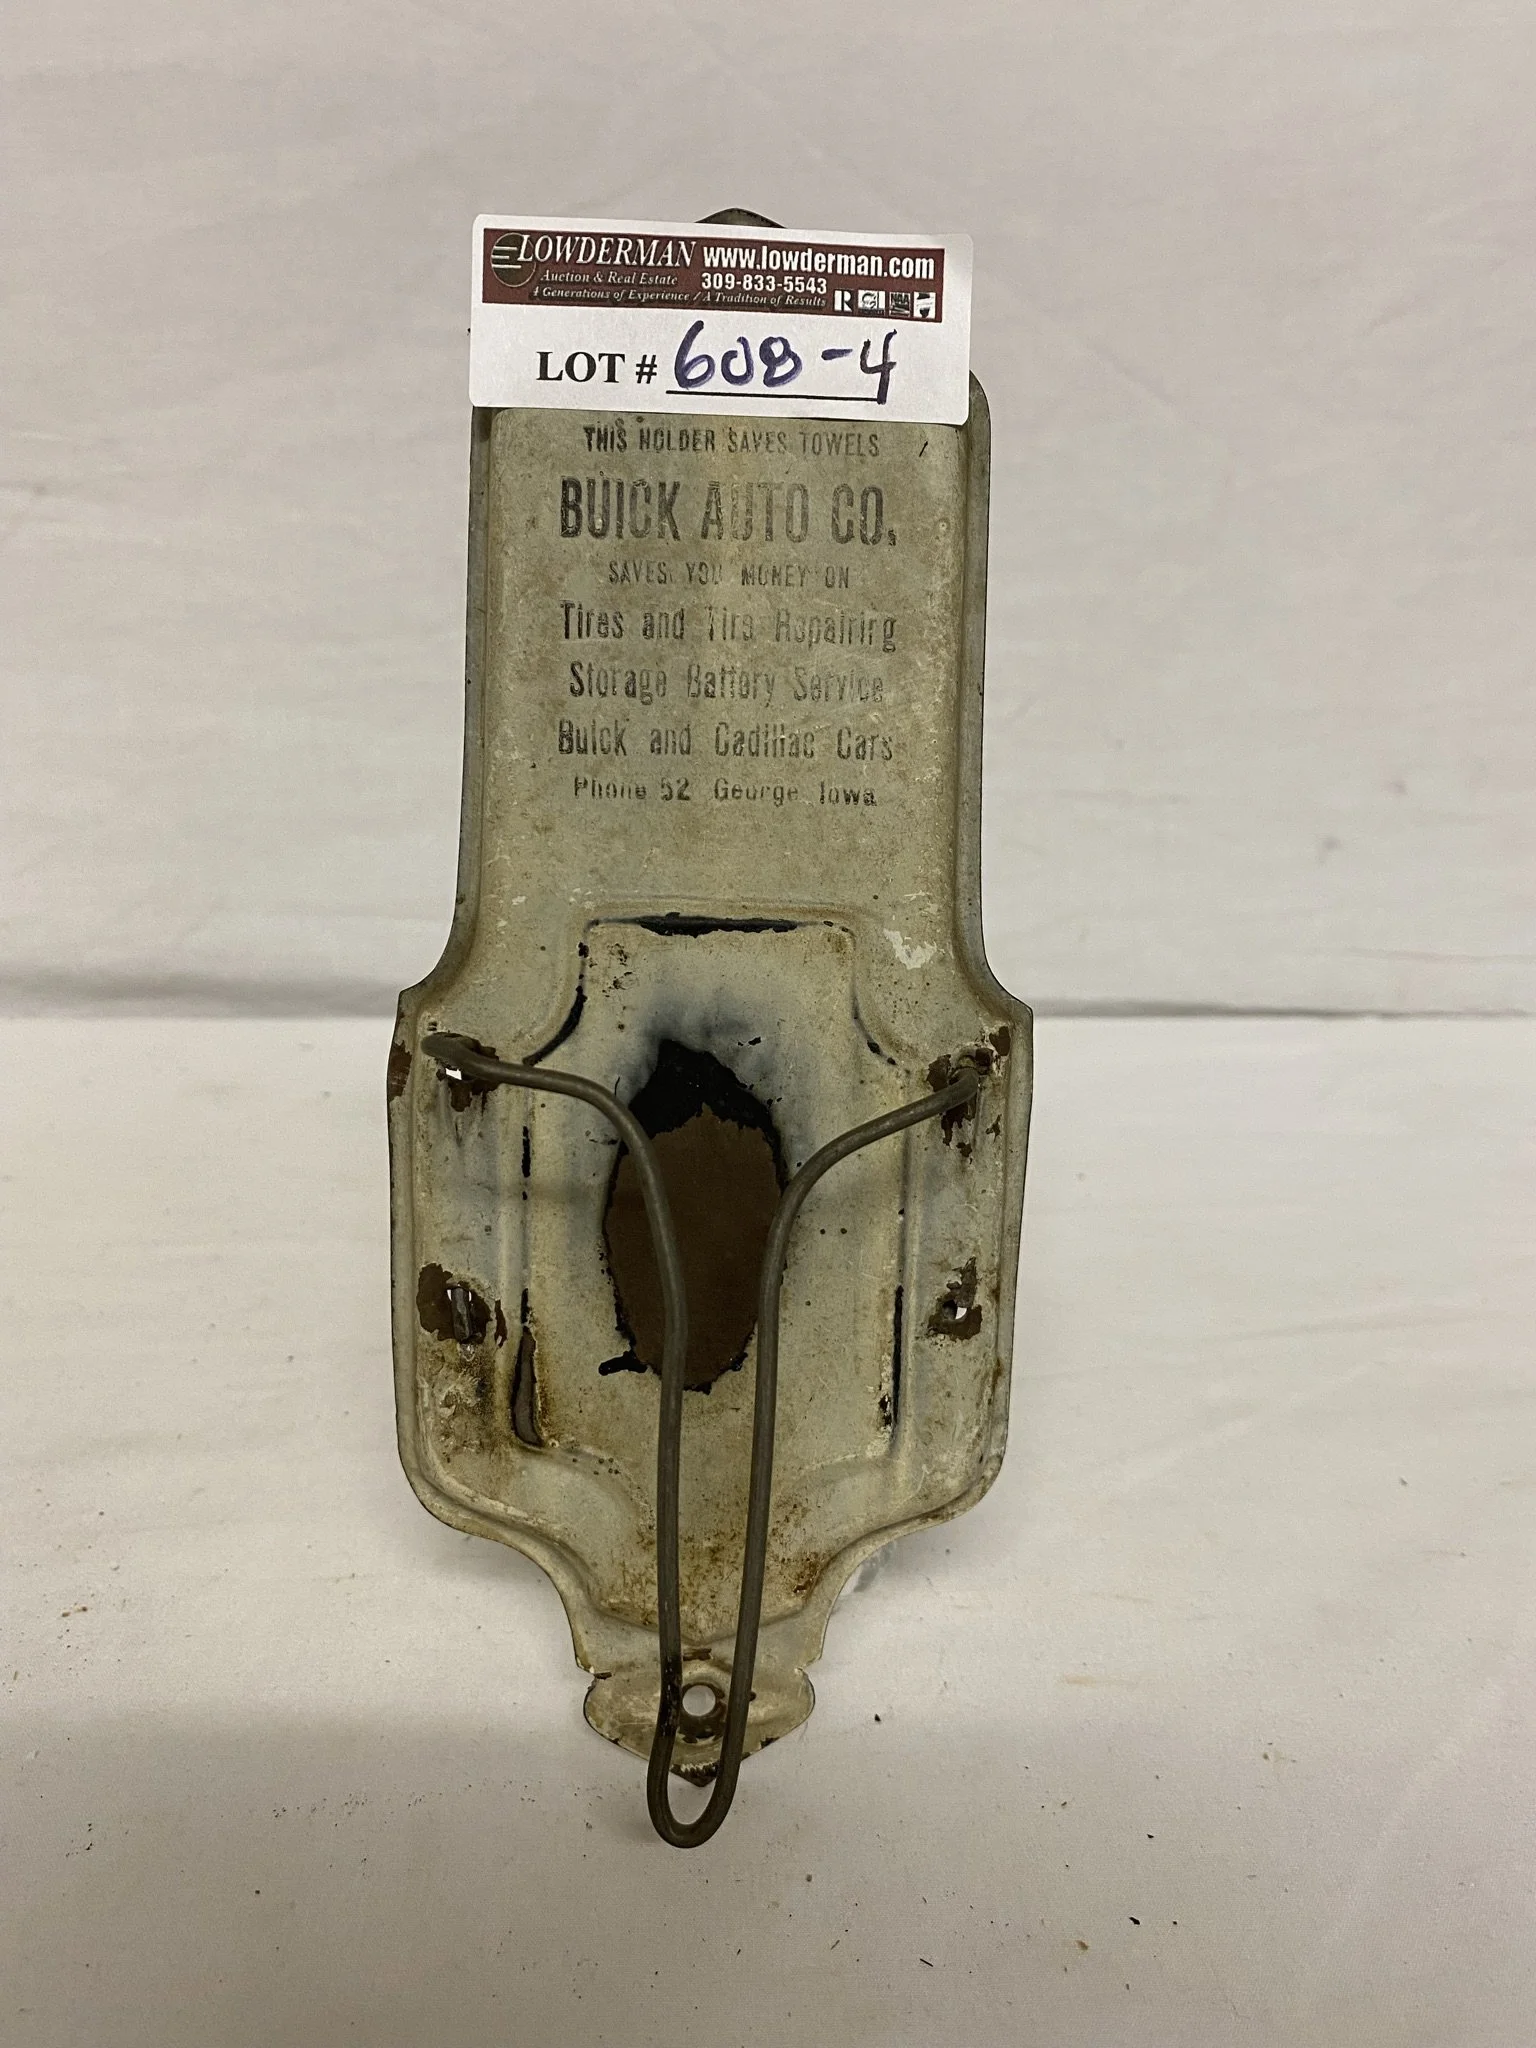 LOWDERMAN www.lowderman.com
Auction & Real Estate 309-833-5543
4 Generations of Experience / A Tradition of Results
LOT # 608-4
THIS HOLDER SAVES TOWELS
BUICK AUTO CO.
SAVES YOU MONEY ON
Tires and Tire Repairing
Storage Battery Service
Buick and Cadillac Cars
Phone 52 George Iowa